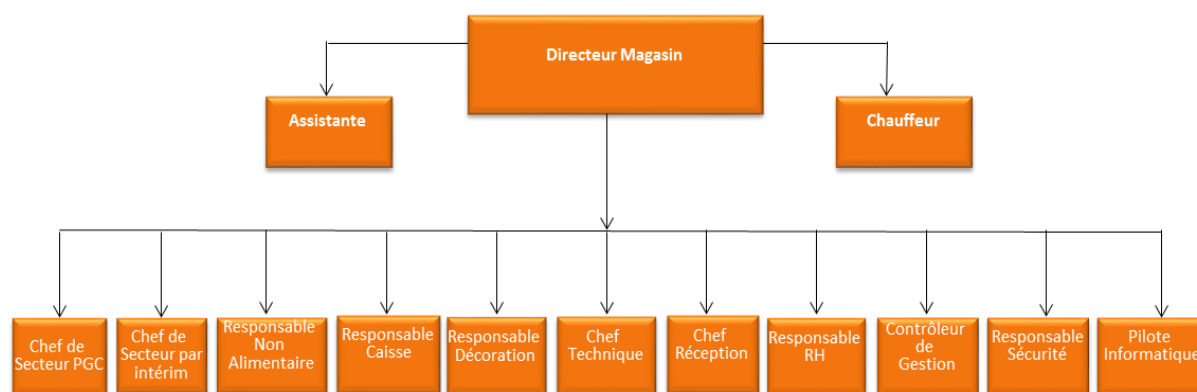 Directeur Magasin
Assistante
Chauffeur
Chef de
Secteur PGC
Chef de
Secteur par
intérim
Responsable
Non
Alimentaire
Responsable
Caisse
Responsable
Décoration
Chef
Technique
Chef
Réception
Responsable
RH
Contrôleur
de
Gestion
Responsable
Sécurité
Pilote
Informatique